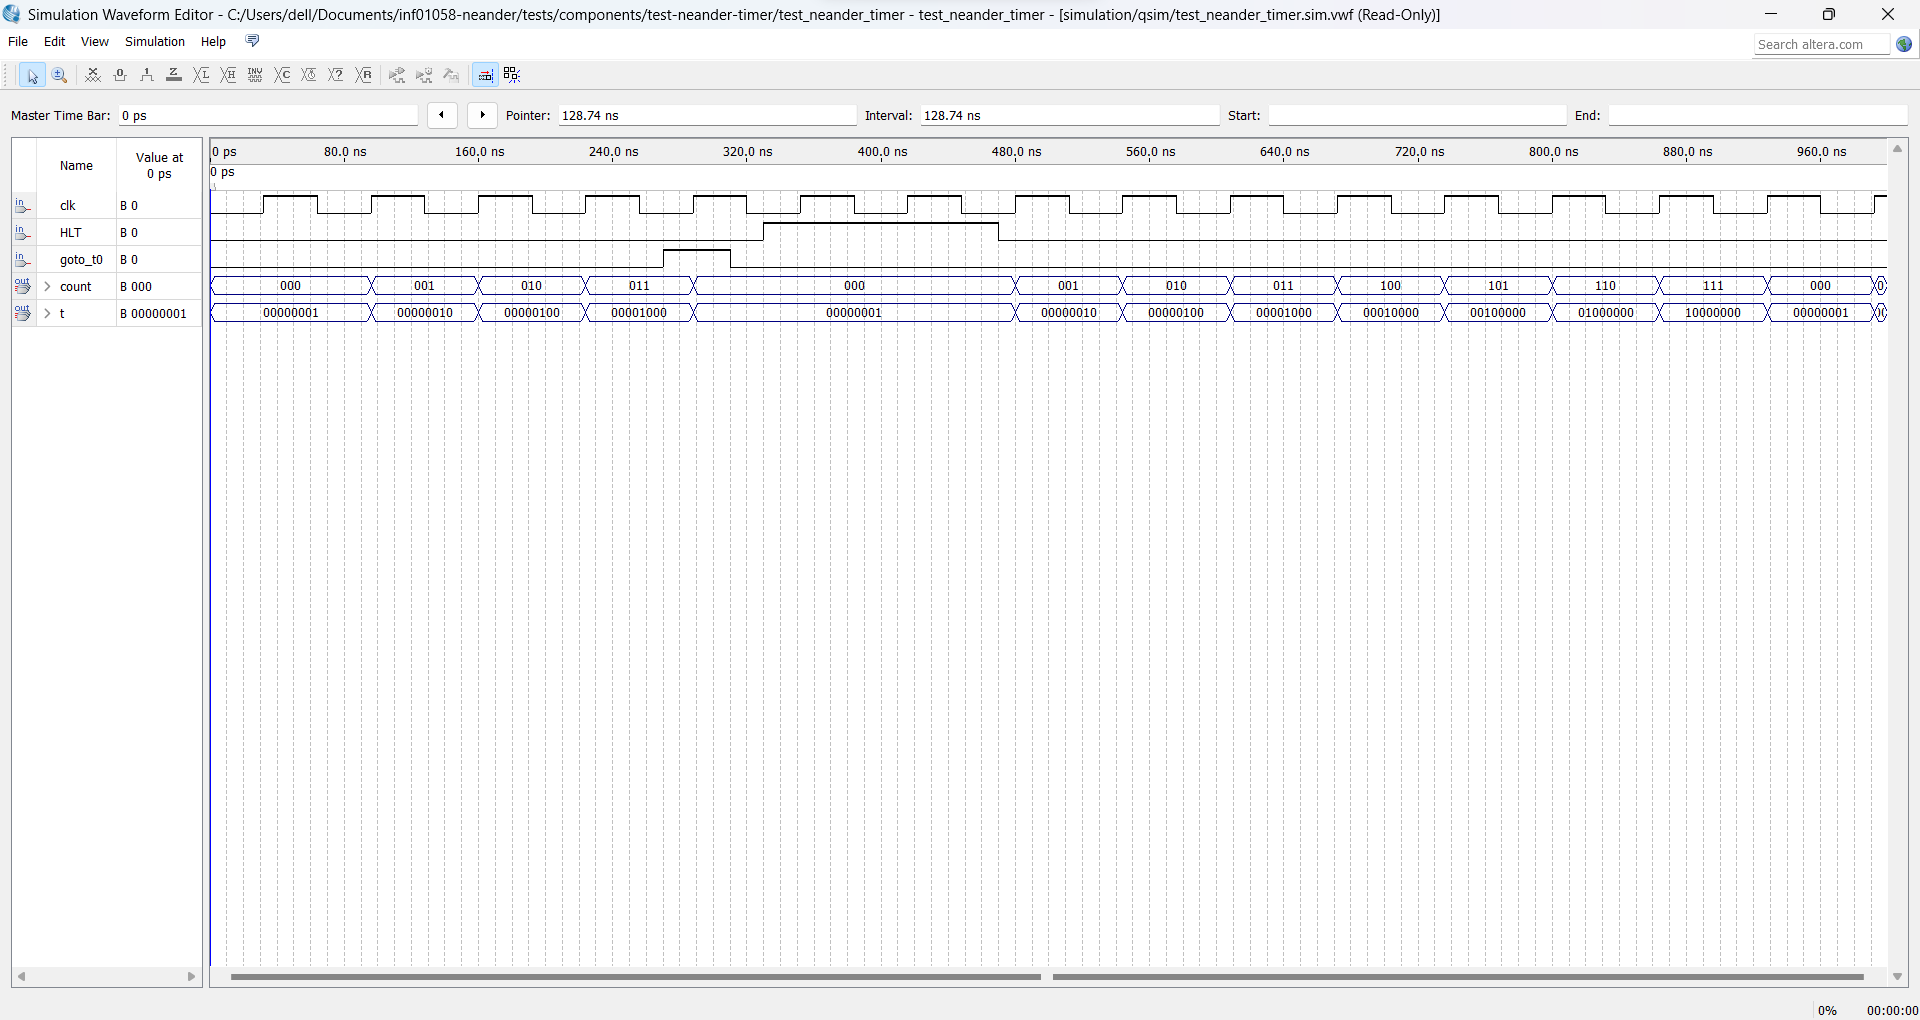 Simulation Waveform Editor - C:/Users/dell/Documents/inf01058-neander/tests/components/test-neander-timer/test_neander_timer - test_neander_timer - [simulation/qsim/test_neander_timer.sim.vwf (Read-Only)]
File Edit View Simulation Help
Search altera.com
Master Time Bar: 0 ps Pointer: 128.74 ns Interval: 128.74 ns Start: End:
Name Value at 0 ps
0 ps 80.0 ns 160.0 ns 240.0 ns 320.0 ns 400.0 ns 480.0 ns 560.0 ns 640.0 ns 720.0 ns 800.0 ns 880.0 ns 960.0 ns
0 ps
in clk B 0
in HLT B 0
in goto_t0 B 0
out count B 000 000 001 010 011 000 001 010 011 100 101 110 111 000
out t B 00000001 00000001 00000010 00000100 00001000 00000001 00000010 00000100 00001000 00010000 00100000 01000000 10000000 00000001
0% 00:00:00